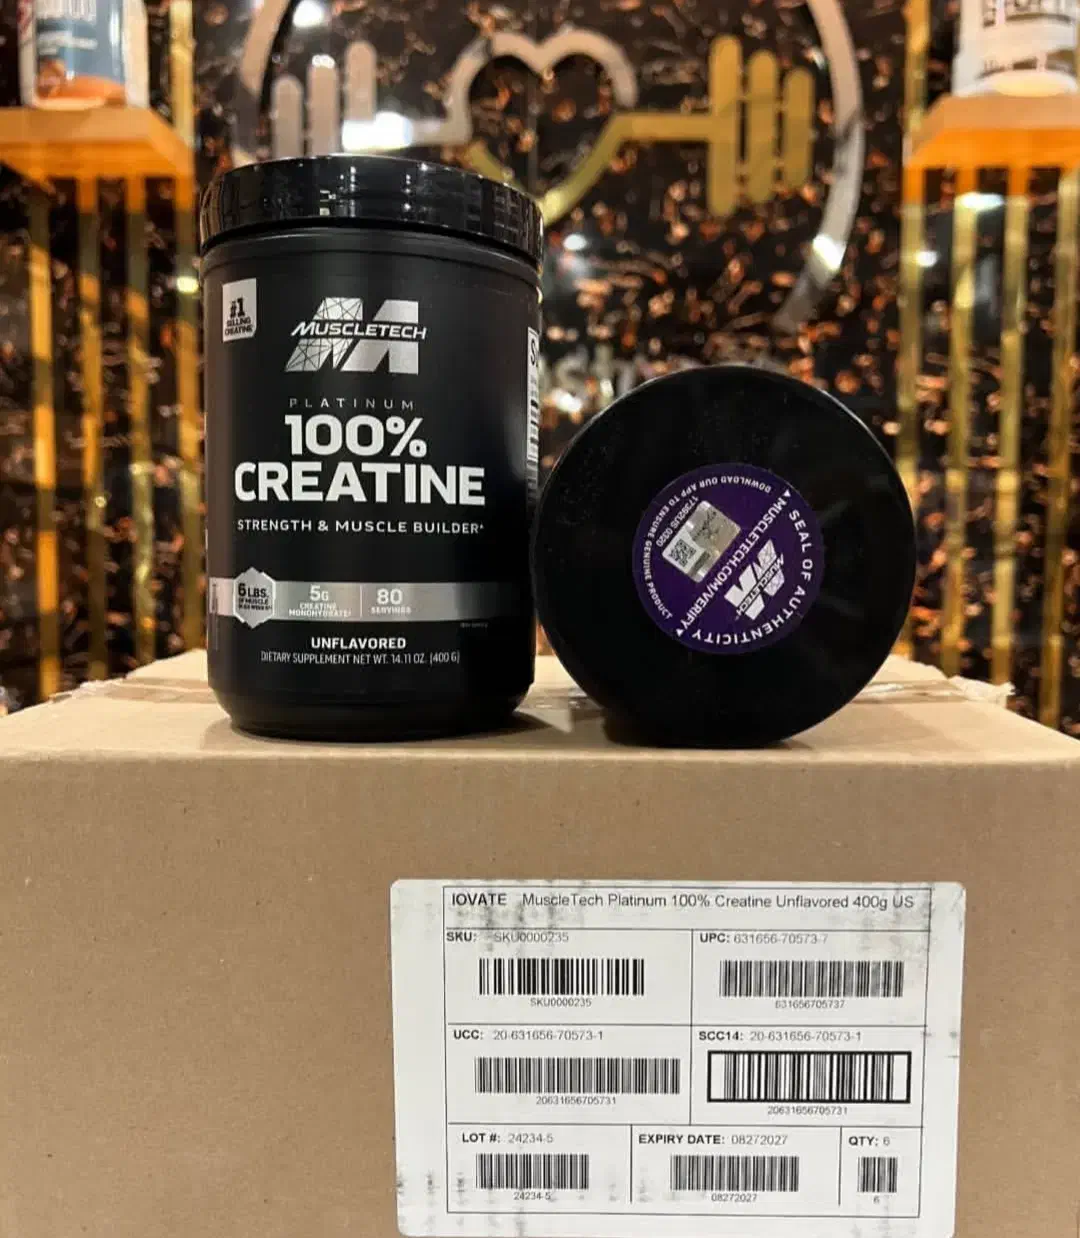 #1
SELLING
CREATINE
MUSCLETECH
PLATINUM
100%
CREATINE
STRENGTH & MUSCLE BUILDER*
6 LBS.
OF MUSCLE
5G
CREATINE
MONOHYDRATE
80
SERVINGS
UNFLAVORED
DIETARY SUPPLEMENT NET WT. 14.11 OZ. (400 G)
▲ SEAL OF AUTHENTICITY ▲
MUSCLETECH
MUSCLETECH.COM/VERIFY
DOWNLOAD OUR APP TO ENSURE GENUINE PRODUCT
IOVATE MuscleTech Platinum 100% Creatine Unflavored 400g US
SKU: SKU0000235
SKU0000235
UPC: 631656-70573-7
631656705737
UCC: 20-631656-70573-1
20631656705731
SCC14: 20-631656-70573-1
20631656705731
LOT #: 24234-5
24234-5
EXPIRY DATE: 08272027
08272027
QTY: 6
6